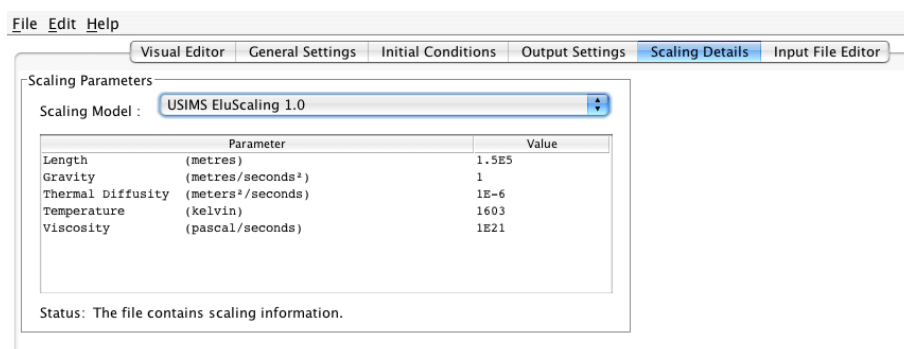 File Edit Help
Visual Editor General Settings Initial Conditions Output Settings Scaling Details Input File Editor
Scaling Parameters
Scaling Model : USIMS EluScaling 1.0
Parameter Value
Length (metres) 1.5E5
Gravity (metres/seconds²) 1
Thermal Diffusity (meters²/seconds) 1E-6
Temperature (kelvin) 1603
Viscosity (pascal/seconds) 1E21
Status: The file contains scaling information.